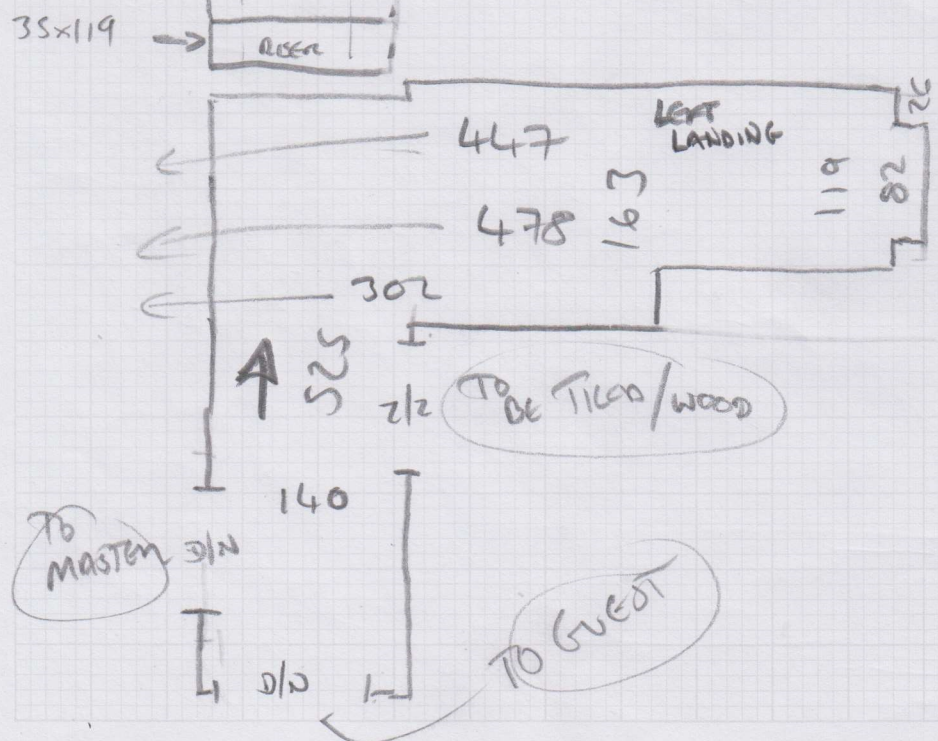 35x119
RISER
LEFT
LANDING
26
447
478
163
119
82
302
525
2/2
TO
BE TILED/WOOD
140
TO
MASTER
D/N
D/N
TO GUEST